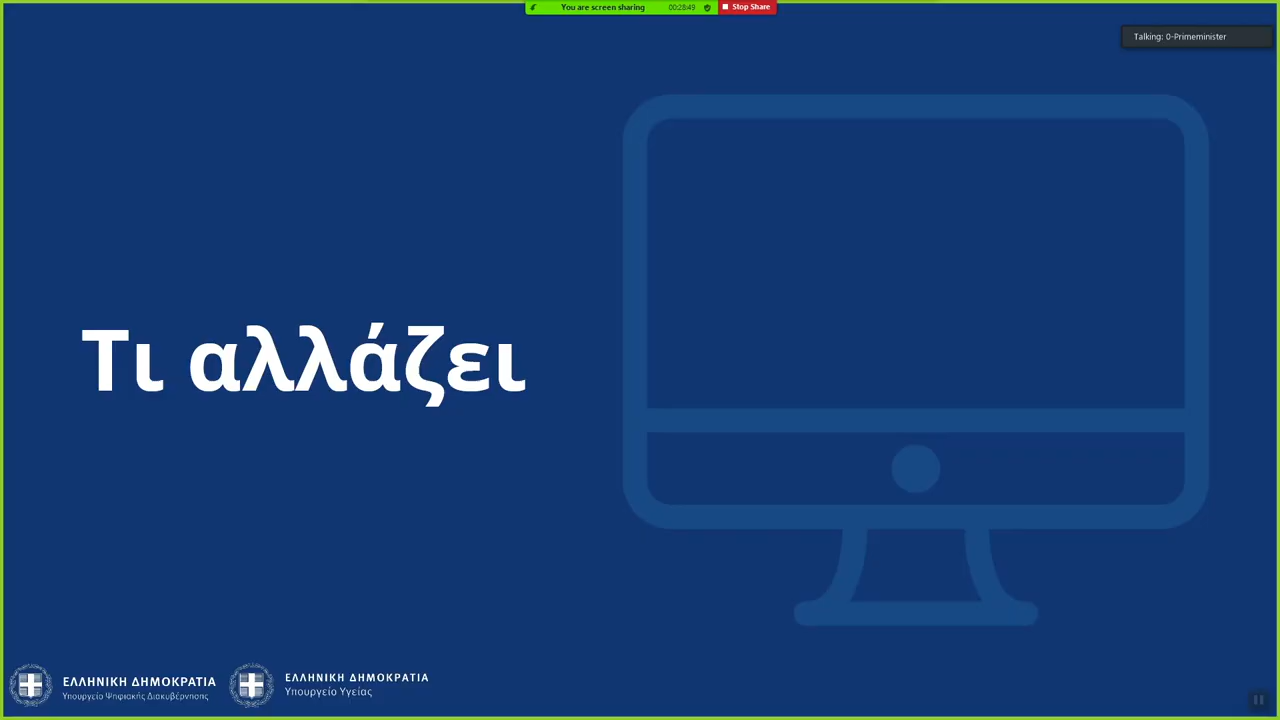 You are screen sharing 00:28:49 Stop Share
Talking: 0-Primeminister
Τι αλλάζει
ΕΛΛΗΝΙΚΗ ΔΗΜΟΚΡΑΤΙΑ
Υπουργείο Ψηφιακής Διακυβέρνησης
ΕΛΛΗΝΙΚΗ ΔΗΜΟΚΡΑΤΙΑ
Υπουργείο Υγείας